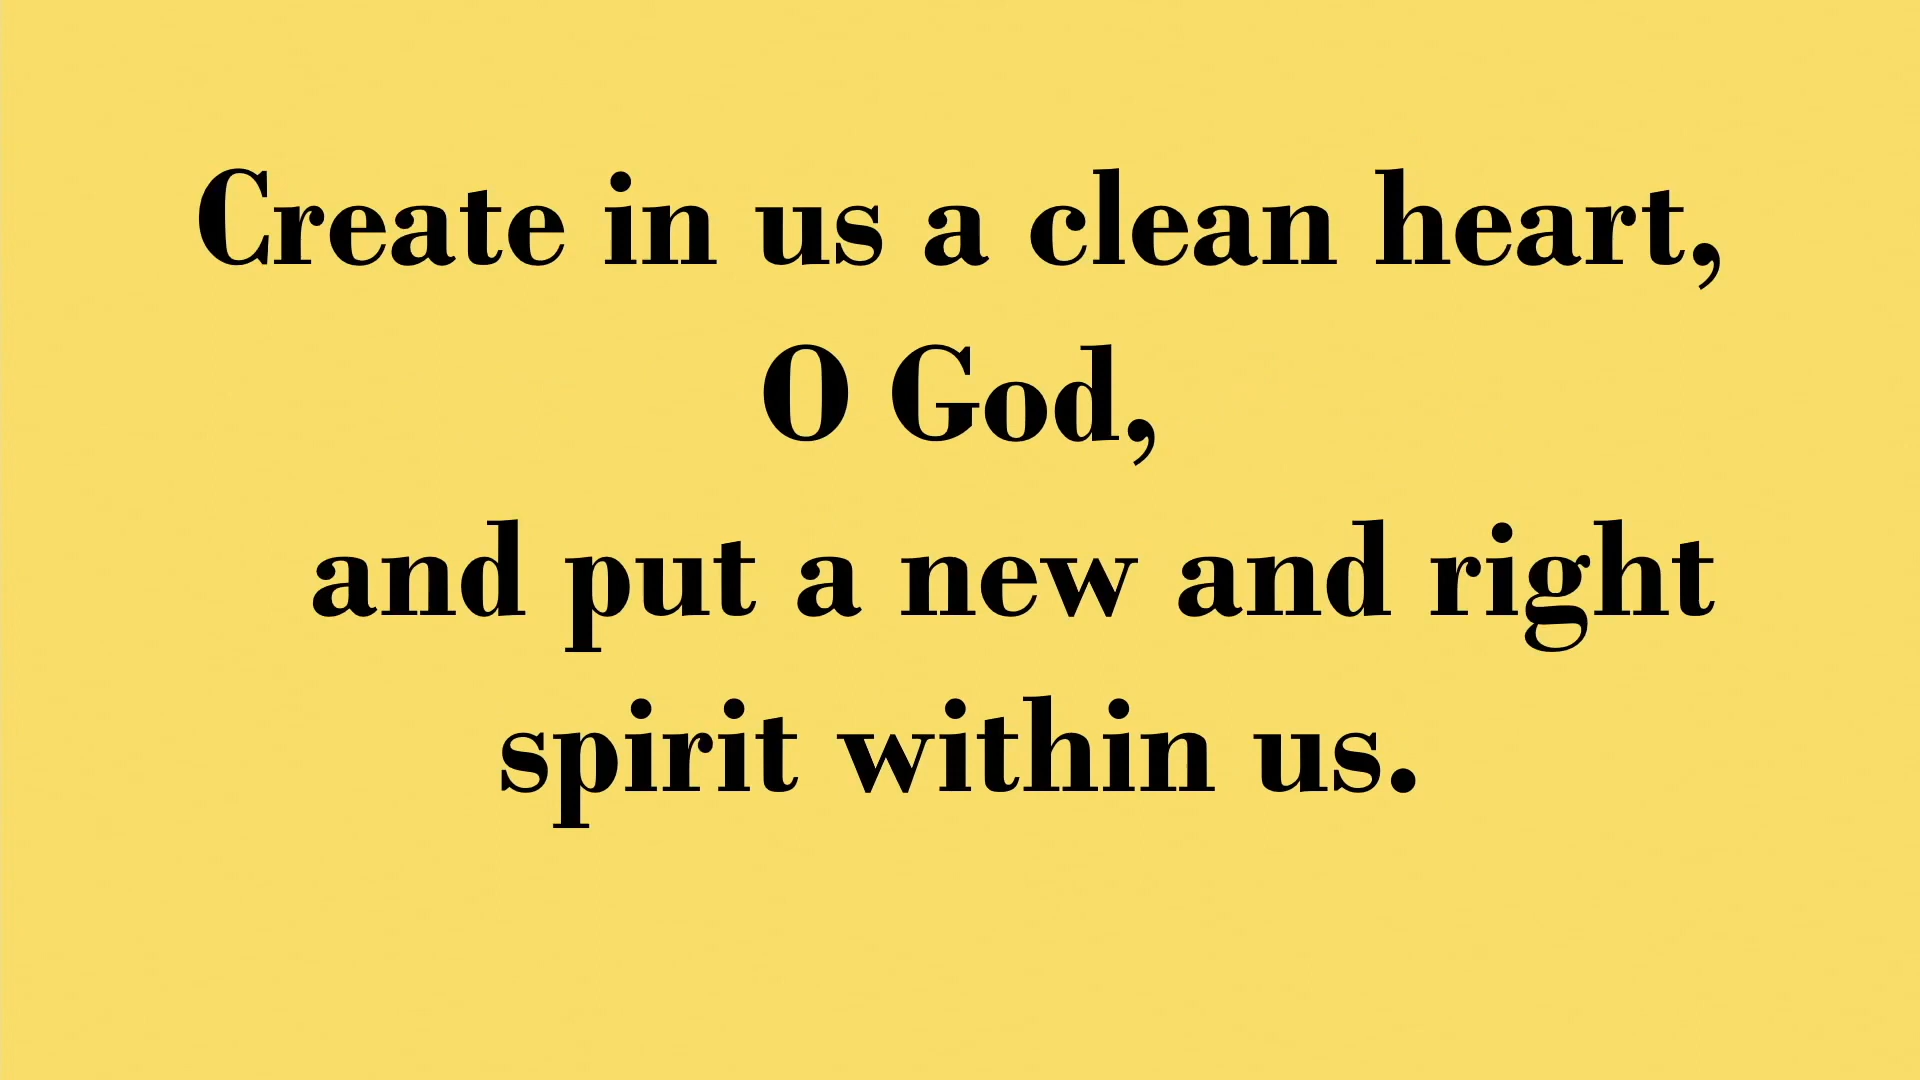 Create in us a clean heart,
O God,
and put a new and right
spirit within us.